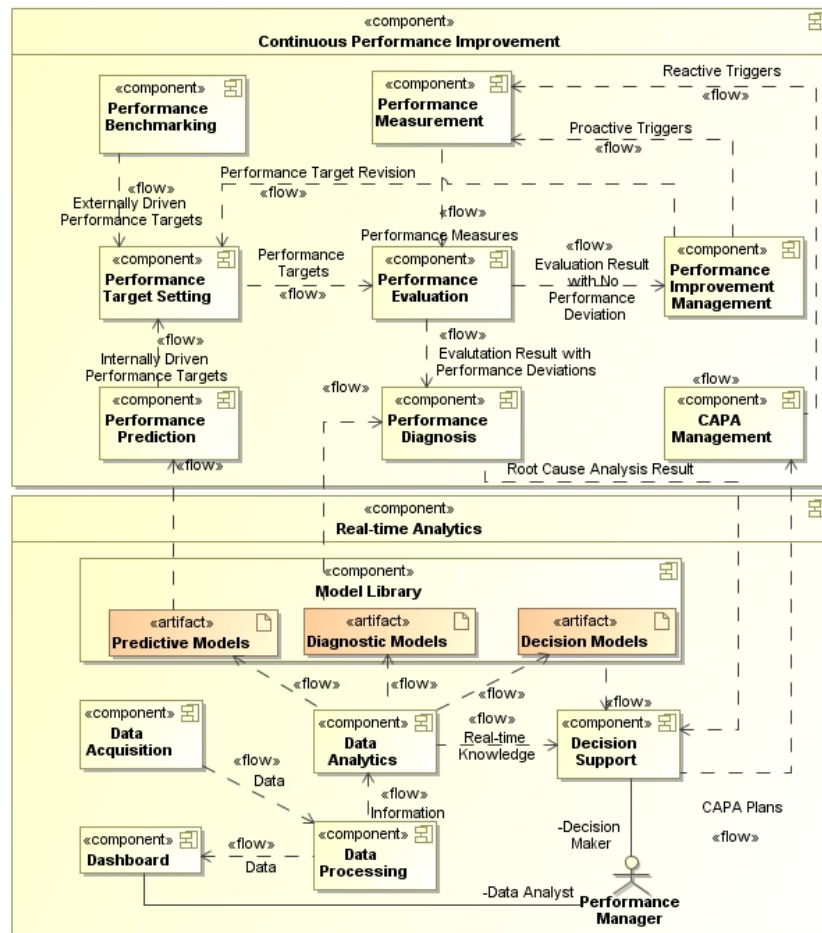 «component»
Continuous Performance Improvement
«component»
Performance
Benchmarking
«component»
Performance
Measurement
Reactive Triggers
«flow»
Proactive Triggers
«flow»
Performance Target Revision
«flow»
«flow»
Externally Driven
Performance Targets
«flow»
Performance Measures
«component»
Performance
Target Setting
Performance
Targets
«flow»
«component»
Performance
Evaluation
«flow»
Evaluation Result
with No
Performance
Deviation
«component»
Performance
Improvement
Management
«flow»
Evalutation Result with
Performance Deviations
Internally Driven
Performance Targets
«flow»
«flow»
«flow»
«component»
Performance
Prediction
«component»
Performance
Diagnosis
«component»
CAPA
Management
«flow»
Root Cause Analysis Result
«component»
Real-time Analytics
«component»
Model Library
«artifact»
Predictive Models
«artifact»
Diagnostic Models
«artifact»
Decision Models
«flow»
«flow»
«flow»
«flow»
«component»
Data
Acquisition
«component»
Data
Analytics
«flow»
Real-time
Knowledge
«component»
Decision
Support
«flow»
Data
«flow»
Information
«component»
Dashboard
«flow»
Data
«component»
Data
Processing
CAPA Plans
«flow»
-Decision
Maker
-Data Analyst
Performance
Manager